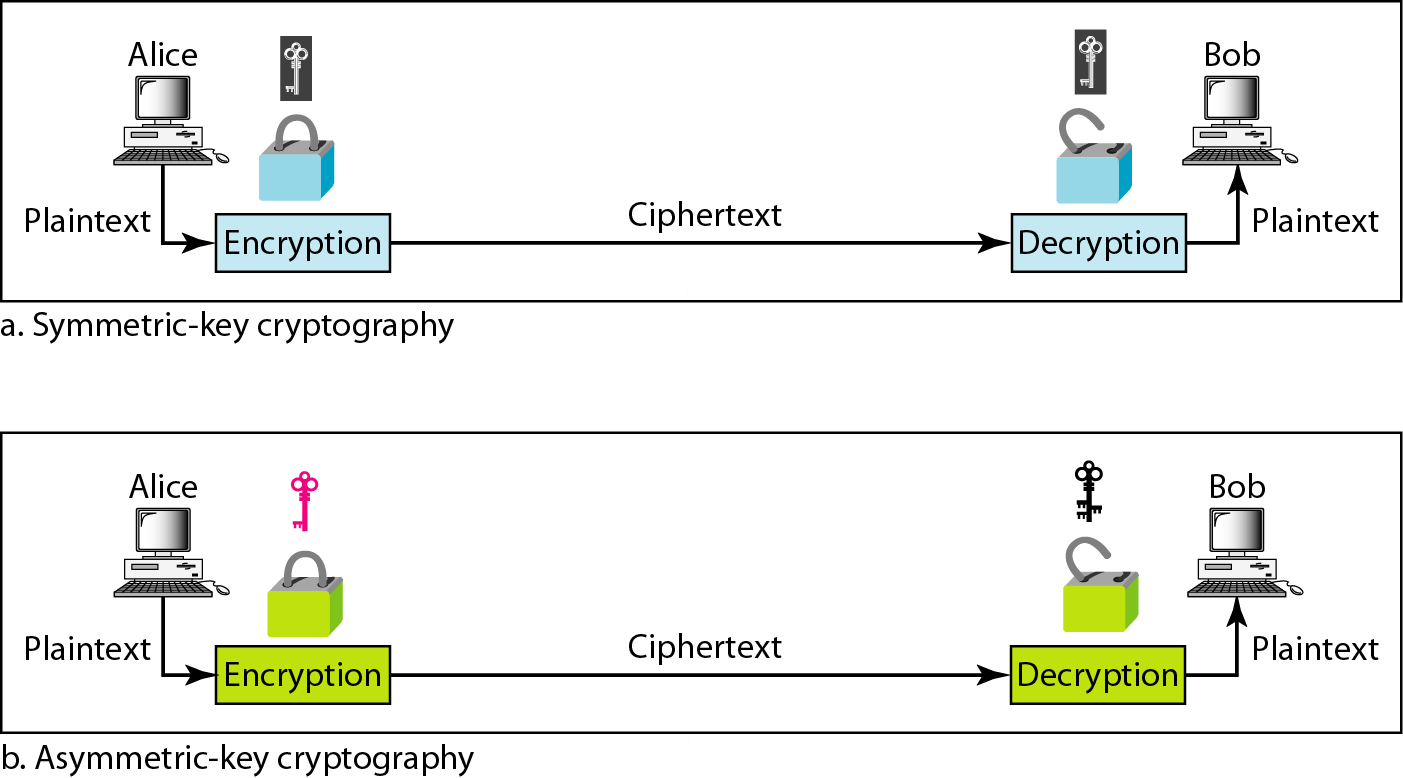 Alice
Bob
Plaintext
Encryption
Ciphertext
Decryption
Plaintext
a. Symmetric-key cryptography
Alice
Bob
Plaintext
Encryption
Ciphertext
Decryption
Plaintext
b. Asymmetric-key cryptography